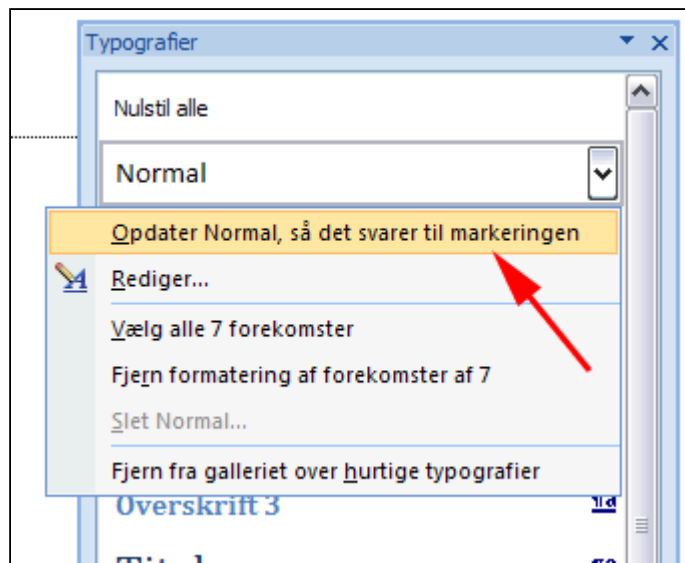 Typografier
Nulstil alle
Normal
Opdater Normal, så det svarer til markeringen
Rediger...
Vælg alle 7 forekomster
Fjern formatering af forekomster af 7
Slet Normal...
Fjern fra galleriet over hurtige typografier
Overskrift 3
¶a